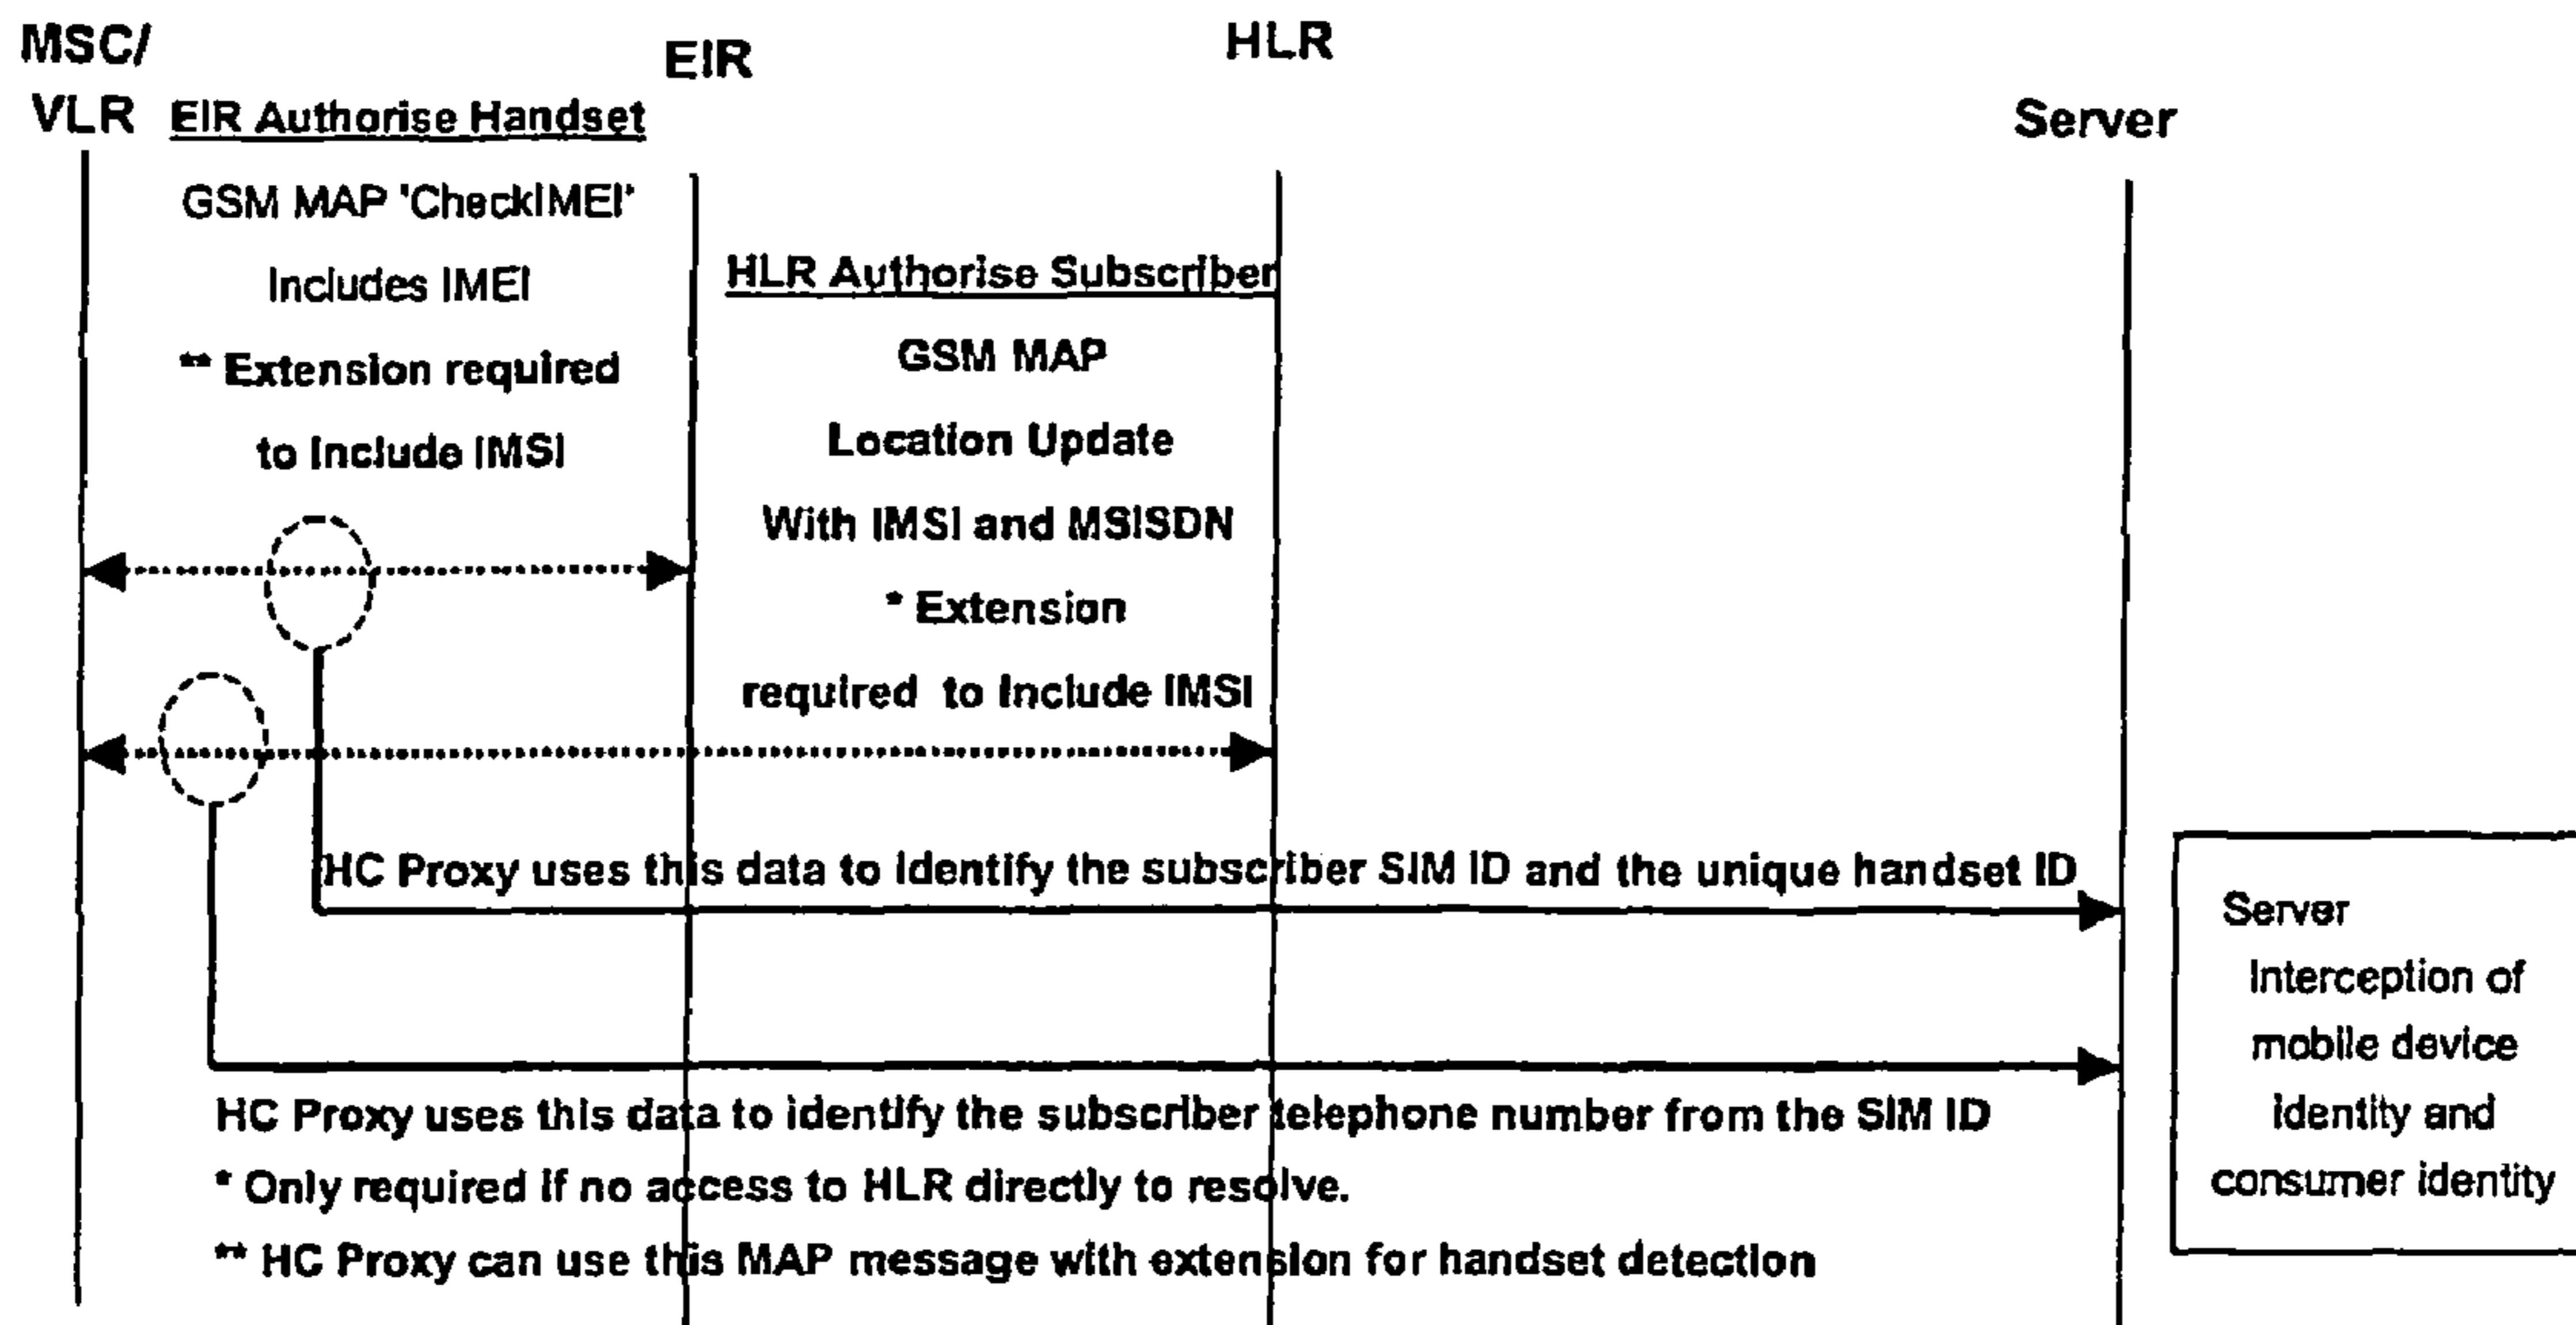 MSC/
VLR
EIR
HLR
Server
EIR Authorise Handset
GSM MAP 'CheckIMEI'
Includes IMEI
** Extension required
to Include IMSI
HLR Authorise Subscriber
GSM MAP
Location Update
With IMSI and MSISDN
* Extension
required to Include IMSI
HC Proxy uses this data to identify the subscriber SIM ID and the unique handset ID
HC Proxy uses this data to identify the subscriber telephone number from the SIM ID
* Only required if no access to HLR directly to resolve.
** HC Proxy can use this MAP message with extension for handset detection
Server
Interception of
mobile device
identity and
consumer identity